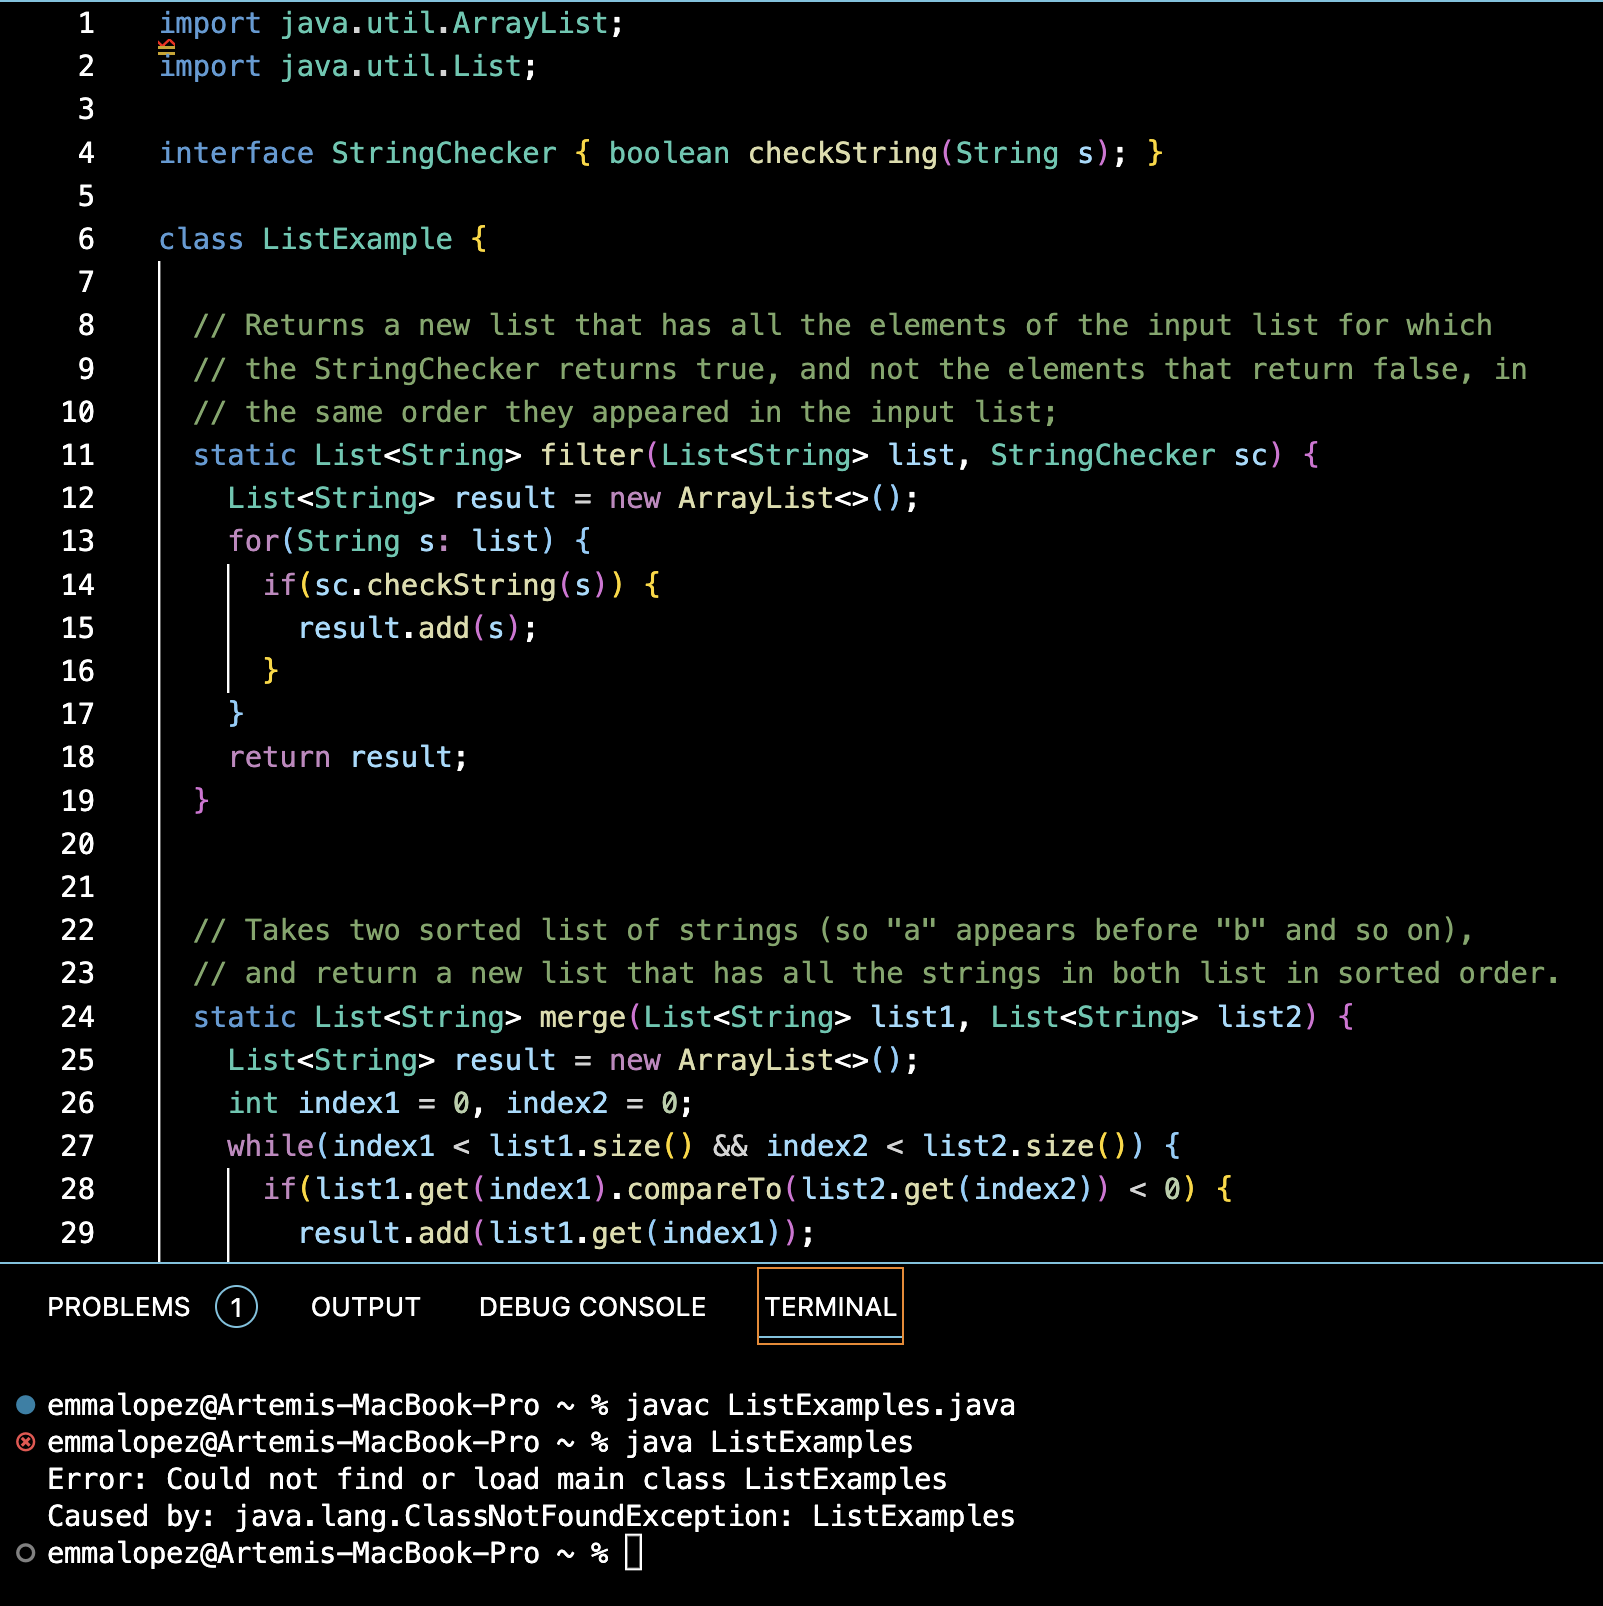 1 import java.util.ArrayList;
2 import java.util.List;
3
4 interface StringChecker { boolean checkString(String s); }
5
6 class ListExample {
7
8 // Returns a new list that has all the elements of the input list for which
9 // the StringChecker returns true, and not the elements that return false, in
10 // the same order they appeared in the input list;
11 static List<String> filter(List<String> list, StringChecker sc) {
12 List<String> result = new ArrayList<>();
13 for(String s: list) {
14 if(sc.checkString(s)) {
15 result.add(s);
16 }
17 }
18 return result;
19 }
20
21
22 // Takes two sorted list of strings (so "a" appears before "b" and so on),
23 // and return a new list that has all the strings in both list in sorted order.
24 static List<String> merge(List<String> list1, List<String> list2) {
25 List<String> result = new ArrayList<>();
26 int index1 = 0, index2 = 0;
27 while(index1 < list1.size() && index2 < list2.size()) {
28 if(list1.get(index1).compareTo(list2.get(index2)) < 0) {
29 result.add(list1.get(index1));
PROBLEMS 1 OUTPUT DEBUG CONSOLE TERMINAL
emmalopez@Artemis-MacBook-Pro ~ % javac ListExamples.java
emmalopez@Artemis-MacBook-Pro ~ % java ListExamples
Error: Could not find or load main class ListExamples
Caused by: java.lang.ClassNotFoundException: ListExamples
emmalopez@Artemis-MacBook-Pro ~ %